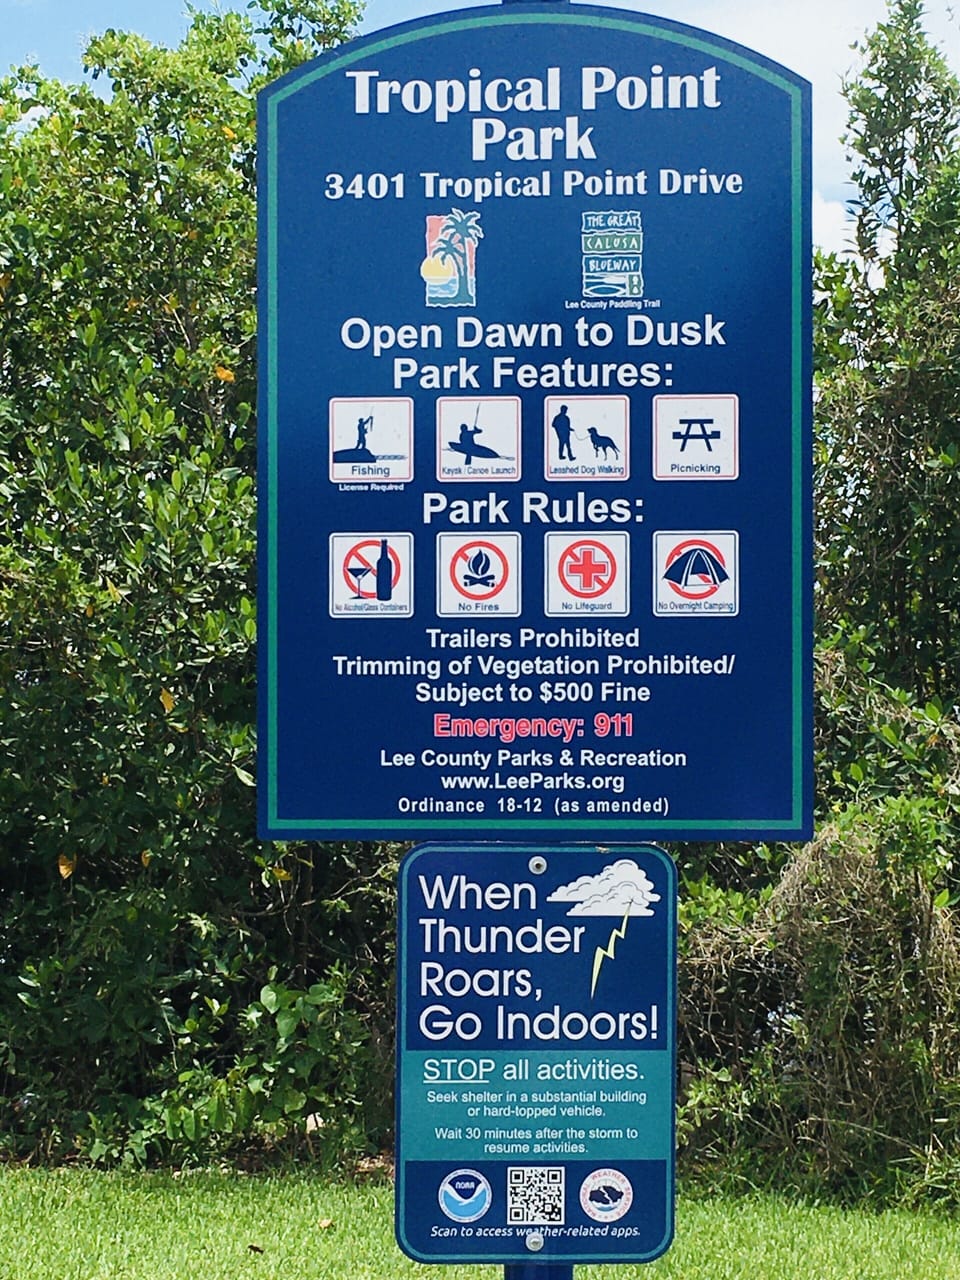 Tropical Point
Park
3401 Tropical Point Drive
THE GREAT
CALUSA
BLUEWAY
Lee County Paddling Trail
Open Dawn to Dusk
Park Features:
Fishing
Kayak / Canoe Launch
Leashed Dog Walking
Picnicking
License Required
Park Rules:
No Alcohol/Glass Containers
No Fires
No Lifeguard
No Overnight Camping
Trailers Prohibited
Trimming of Vegetation Prohibited/
Subject to $500 Fine
Emergency: 911
Lee County Parks & Recreation
www.LeeParks.org
Ordinance 18-12 (as amended)
When
Thunder
Roars,
Go Indoors!
STOP all activities.
Seek shelter in a substantial building
or hard-topped vehicle.
Wait 30 minutes after the storm to
resume activities.
NOAA
NATIONAL WEATHER SERVICE
Scan to access weather-related apps.